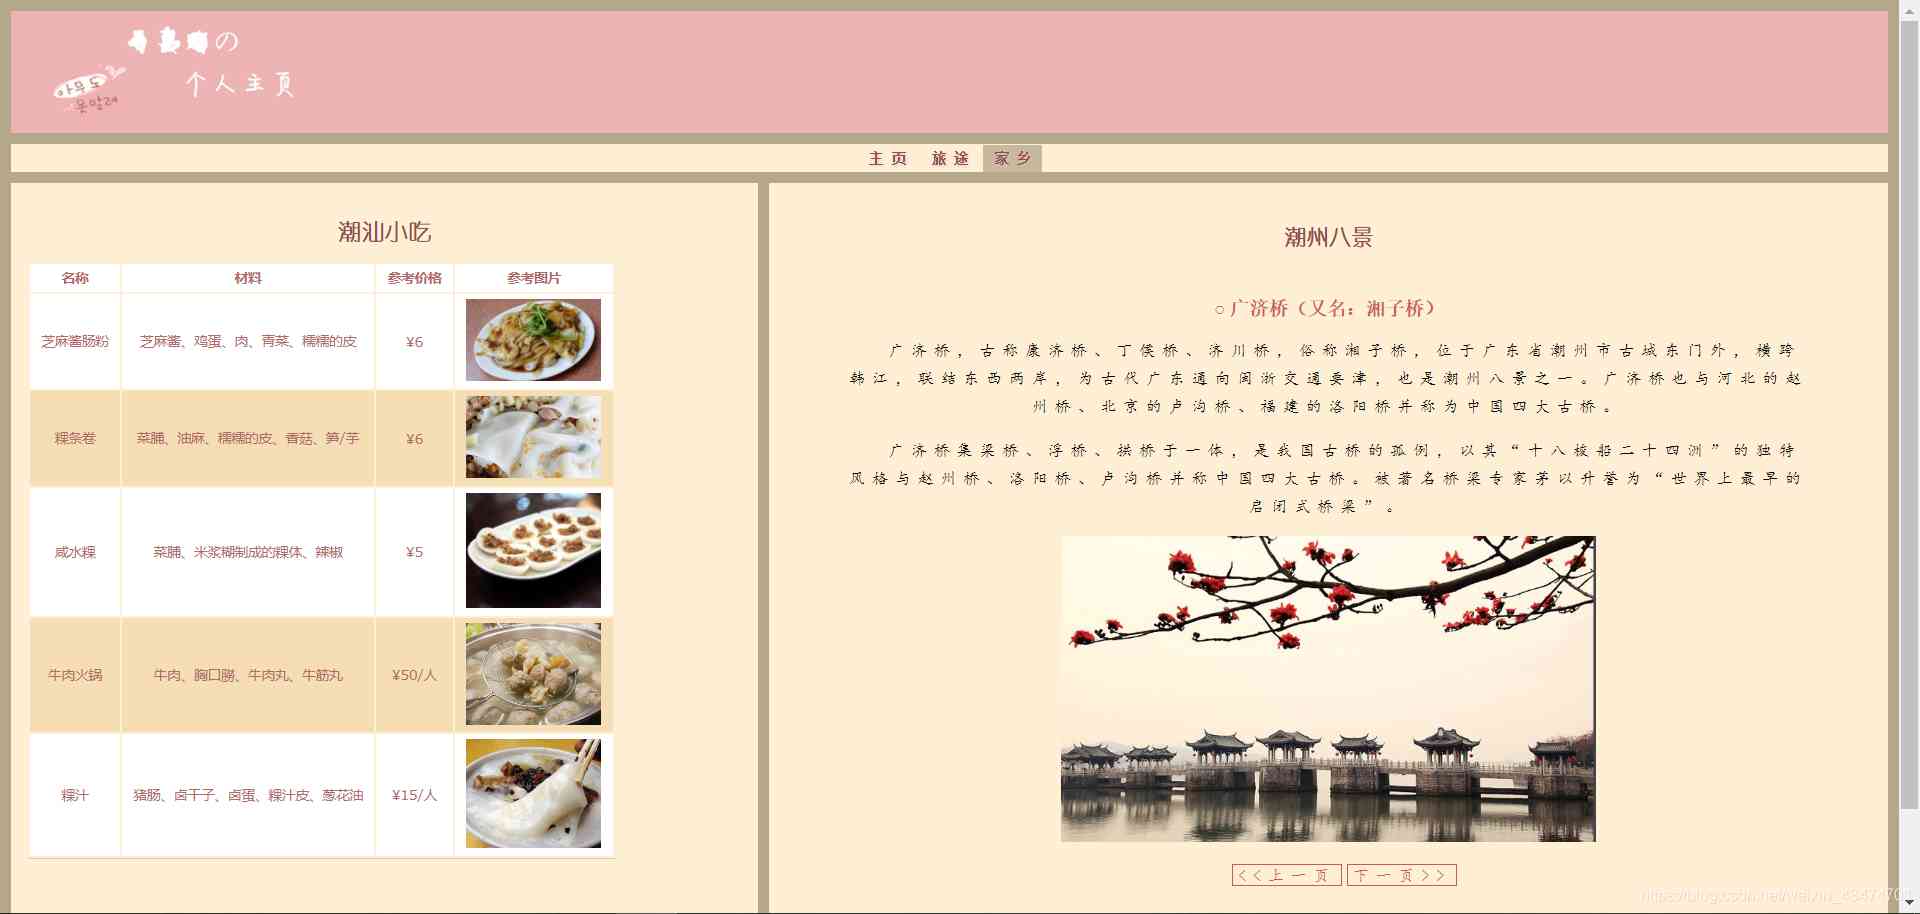 の
个人主頁
아무도
못말려
主页 旅途 家乡
潮汕小吃
名称 材料 参考价格 参考图片
芝麻酱肠粉 芝麻酱、鸡蛋、肉、青菜、糯糯的皮 ¥6
粿条卷 菜脯、油麻、糯糯的皮、香菇、笋/芋 ¥6
咸水粿 菜脯、米浆糊制成的粿体、辣椒 ¥5
牛肉火锅 牛肉、胸口朥、牛肉丸、牛筋丸 ¥50/人
粿汁 猪肠、卤干子、卤蛋、粿汁皮、葱花油 ¥15/人
潮州八景
○ 广济桥（又名：湘子桥）
广济桥，古称康济桥、丁侯桥、济川桥，俗称湘子桥，位于广东省潮州市古城东门外，横跨
韩江，联结东西两岸，为古代广东通向闽浙交通要津，也是潮州八景之一。广济桥也与河北的赵
州桥、北京的卢沟桥、福建的洛阳桥并称为中国四大古桥。
广济桥集梁桥、浮桥、拱桥于一体，是我国古桥的孤例，以其“十八梭船二十四洲”的独特
风格与赵州桥、洛阳桥、卢沟桥并称中国四大古桥。被著名桥梁专家茅以升誉为“世界上最早的
启闭式桥梁”。
<<上一页 下一页>>